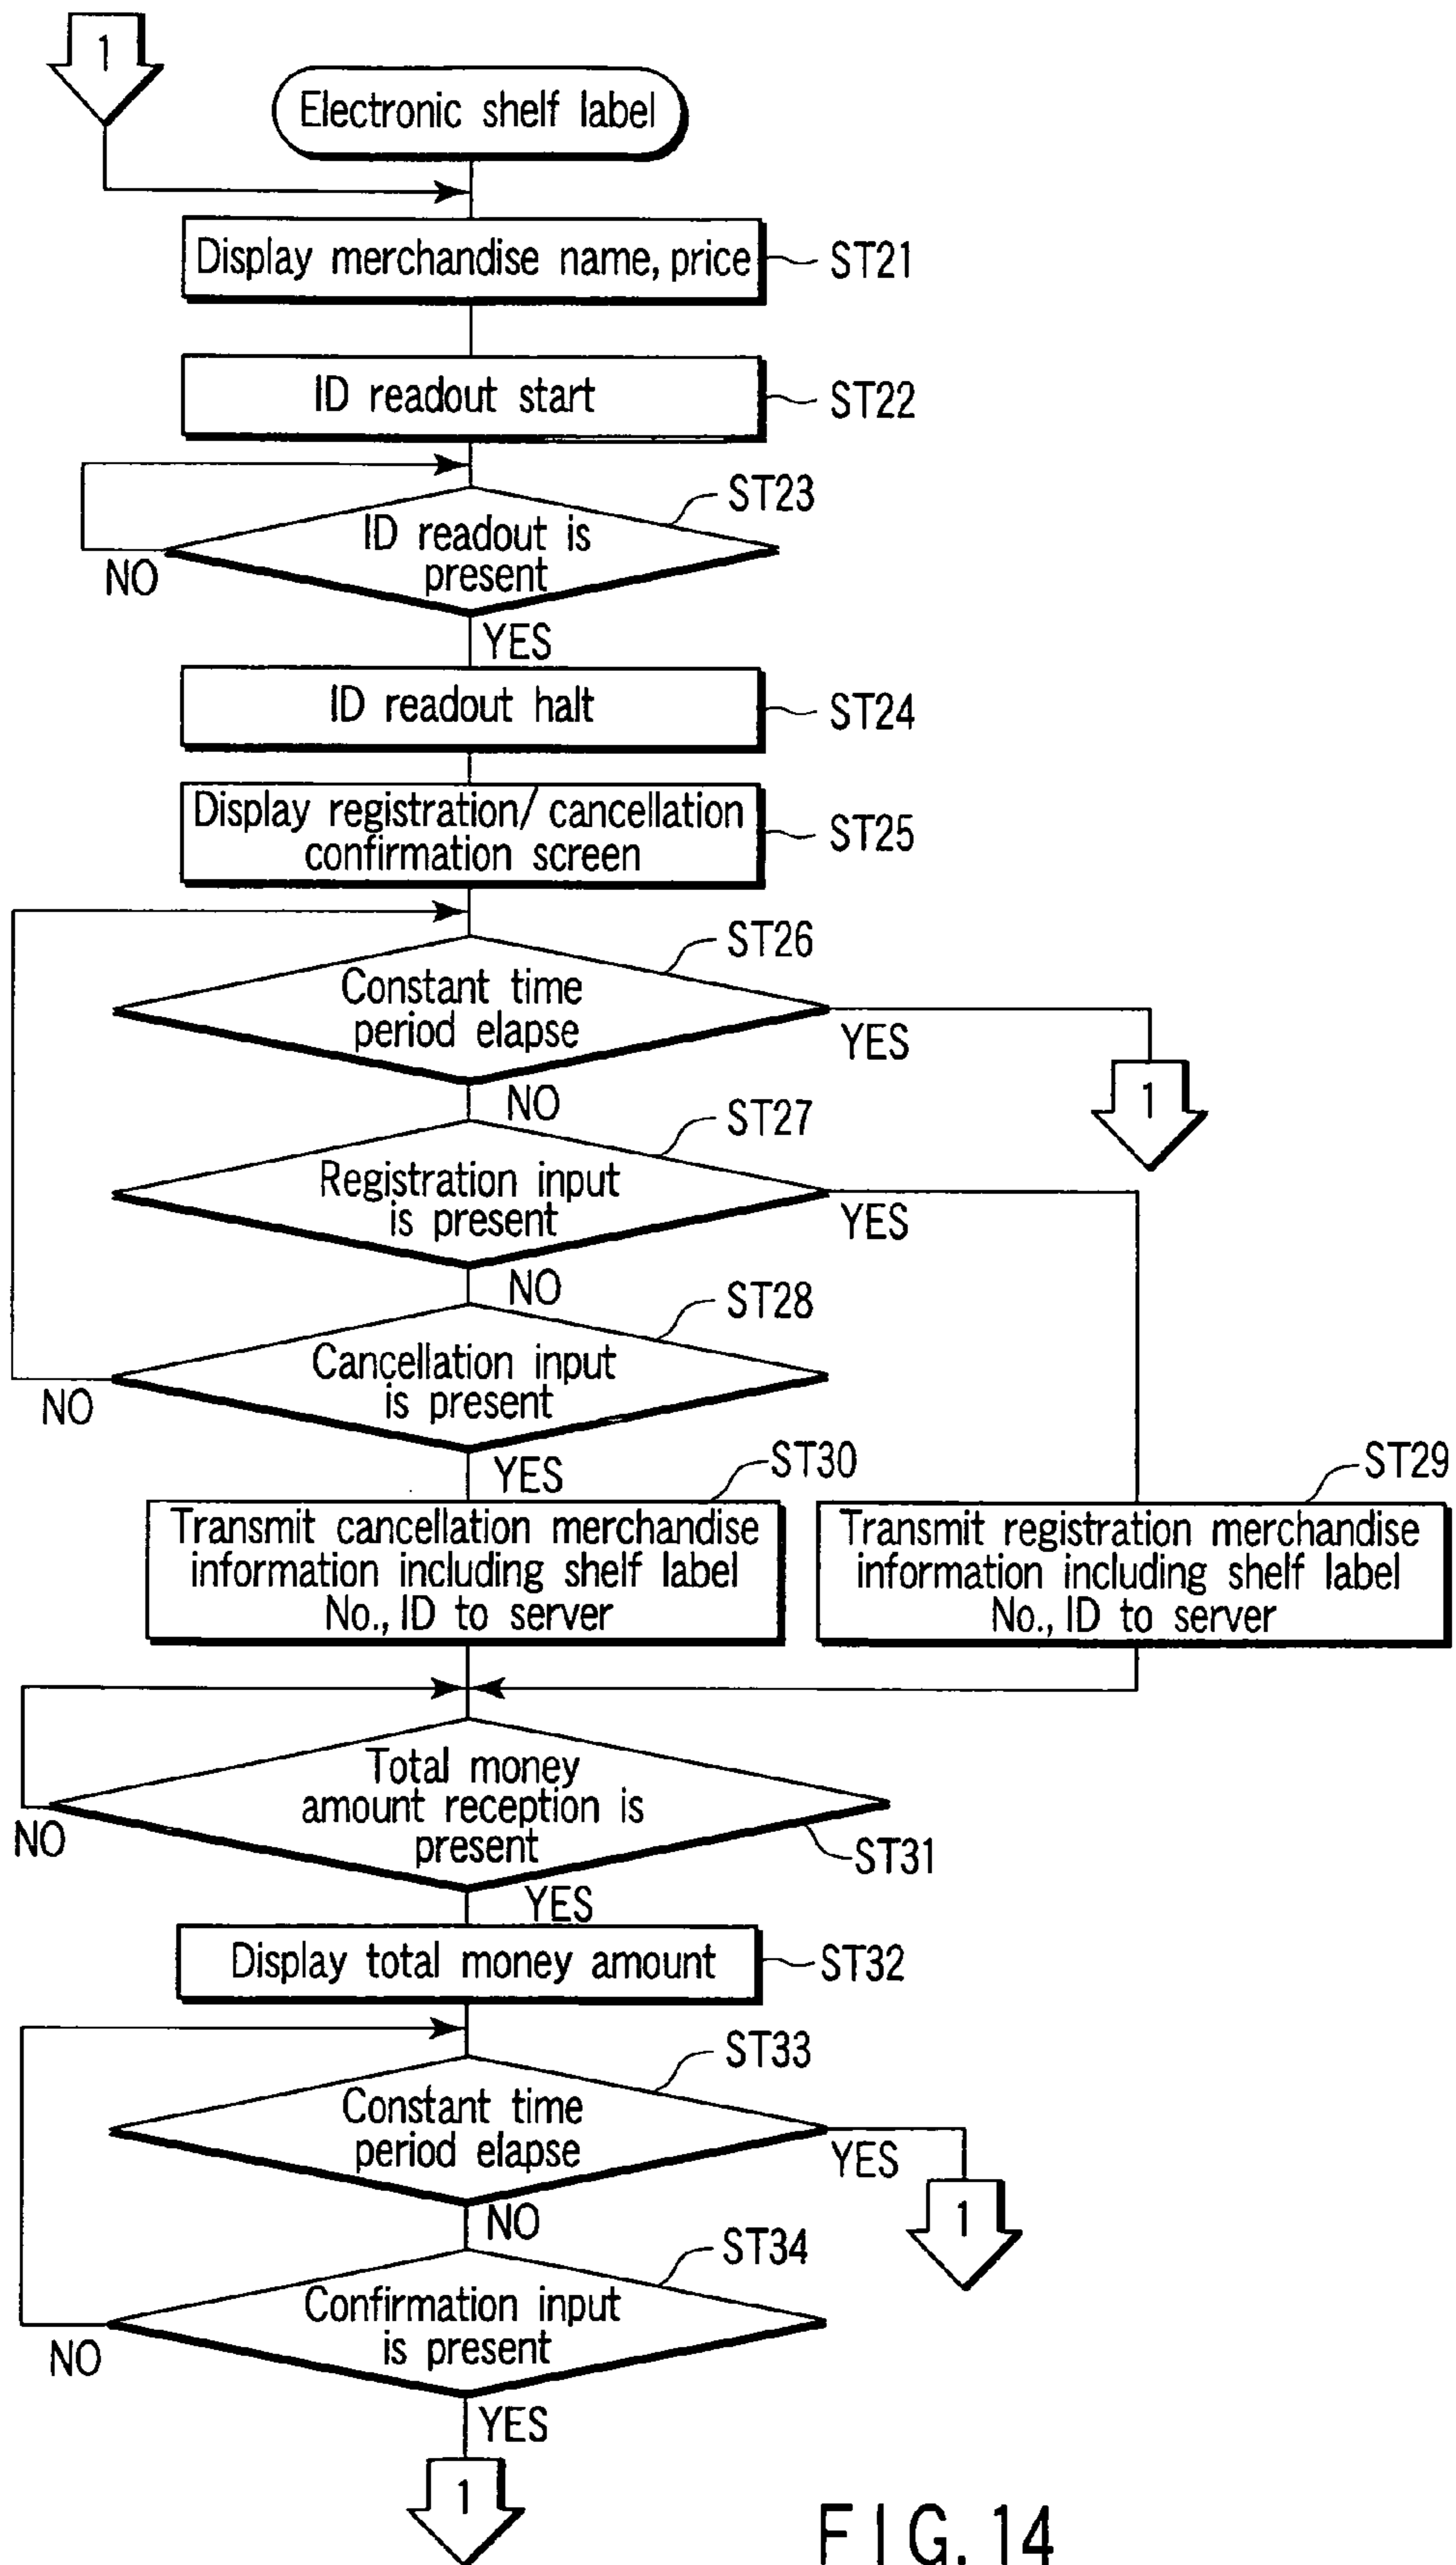 1
Electronic shelf label
Display merchandise name, price
ST21
ID readout start
ST22
ST23
ID readout is
present
NO
YES
ID readout halt
ST24
Display registration/ cancellation
confirmation screen
ST25
ST26
Constant time
period elapse
YES
1
NO
ST27
Registration input
is present
YES
NO
ST28
Cancellation input
is present
NO
YES
ST30
Transmit cancellation merchandise
information including shelf label
No., ID to server
ST29
Transmit registration merchandise
information including shelf label
No., ID to server
Total money
amount reception is
present
NO
ST31
YES
Display total money amount
ST32
ST33
Constant time
period elapse
YES
1
NO
ST34
Confirmation input
is present
NO
YES
1
FIG. 14